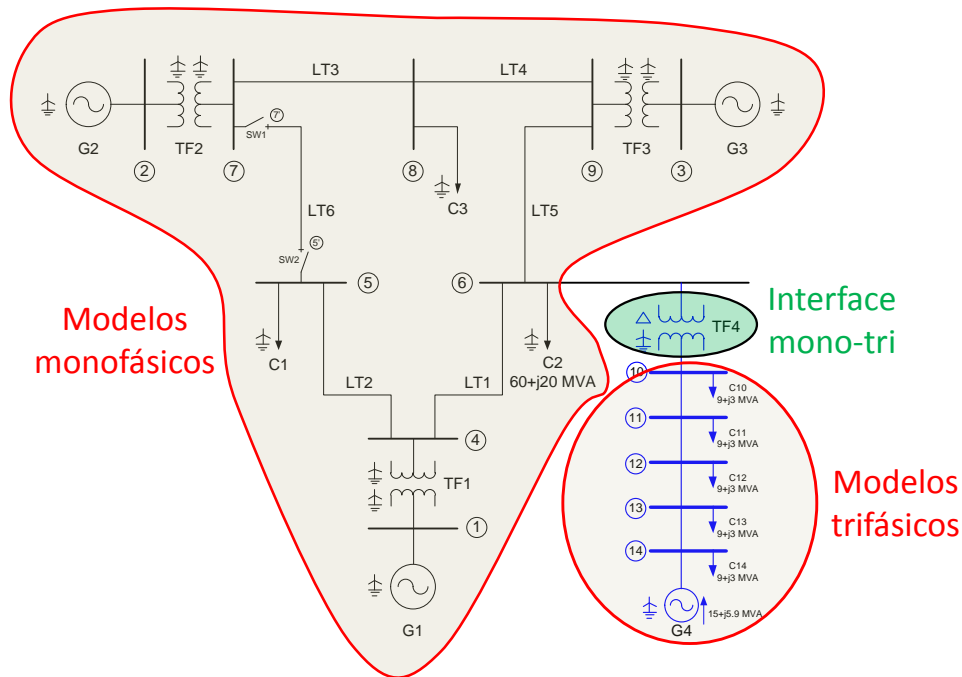 LT3
LT4
G2
TF2
SW1
7'
2
7
8
9
TF3
3
G3
C3
LT6
LT5
SW2
5'
5
6
Modelos
monofásicos
C1
C2
60+j20 MVA
LT2
LT1
TF4
Interface
mono-tri
10
C10
9+j3 MVA
11
C11
9+j3 MVA
12
C12
9+j3 MVA
13
C13
9+j3 MVA
14
C14
9+j3 MVA
Modelos
trifásicos
4
TF1
1
G1
15+j5.9 MVA
G4